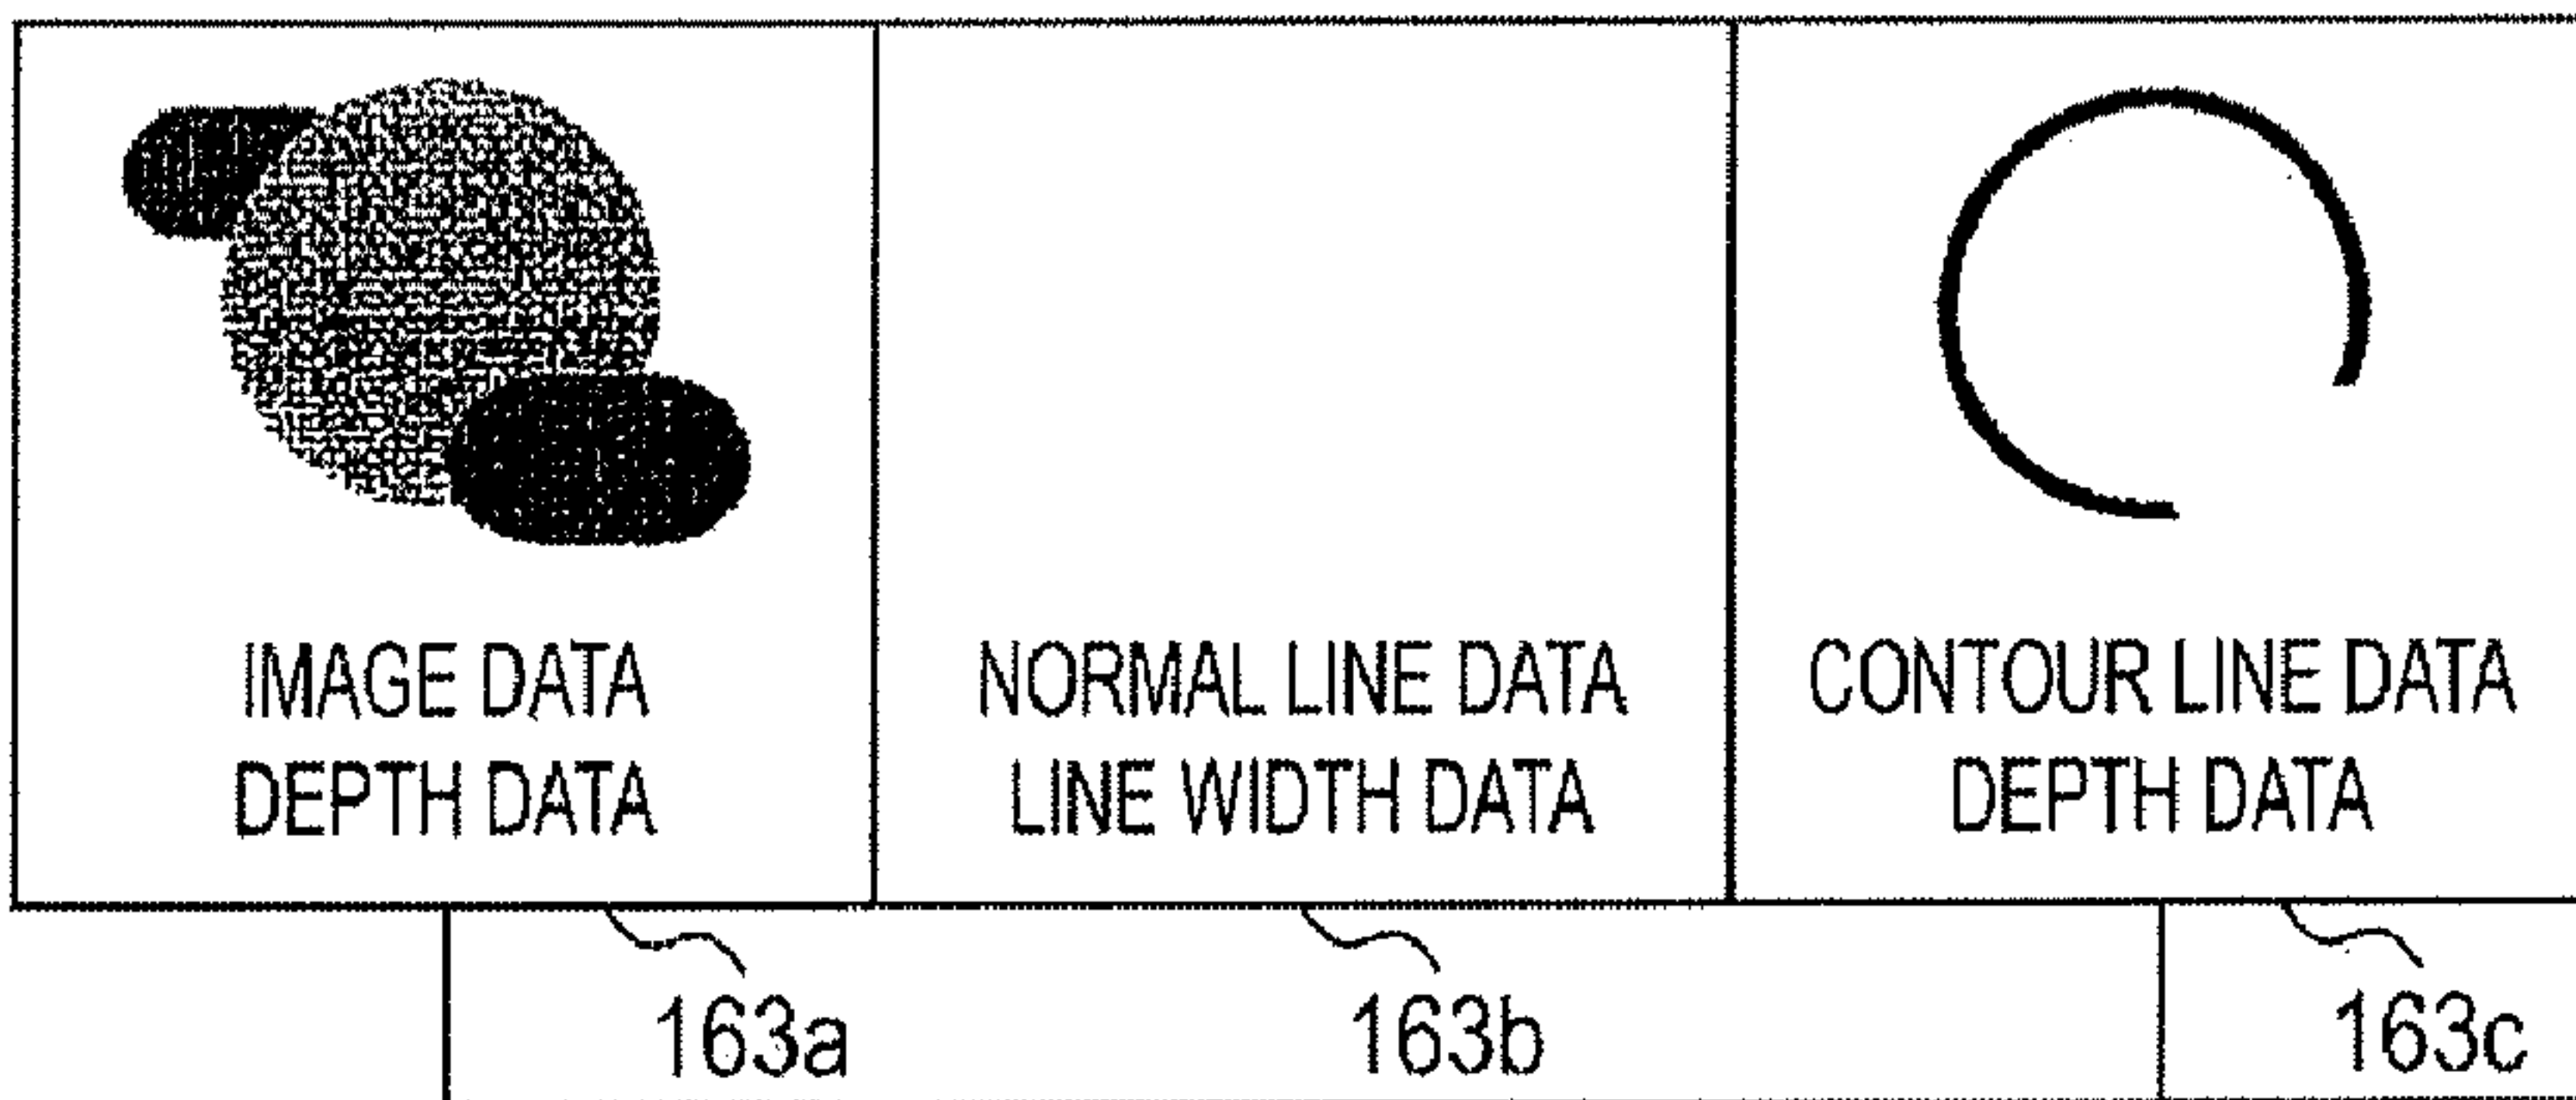 IMAGE DATA
DEPTH DATA
NORMAL LINE DATA
LINE WIDTH DATA
CONTOUR LINE DATA
DEPTH DATA
163a
163b
163c